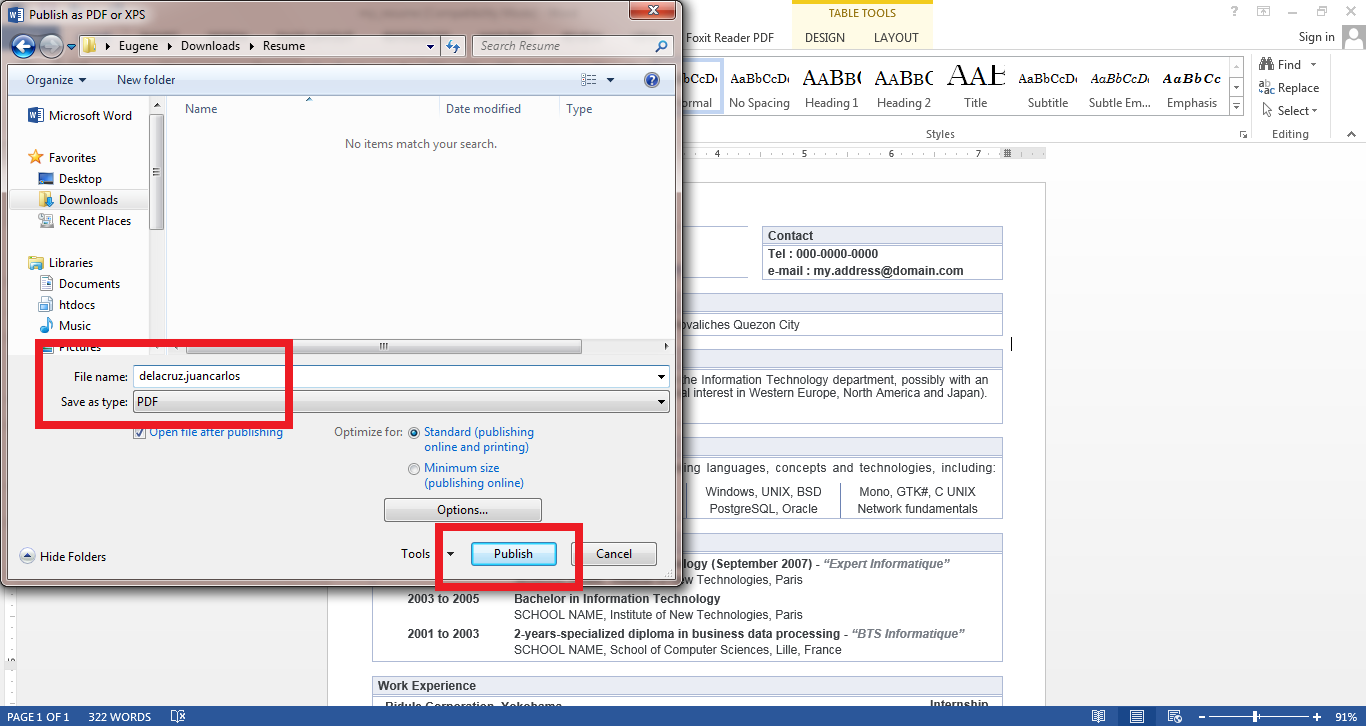 Publish as PDF or XPS
Eugene Downloads Resume
Search Resume
Organize New folder
Name Date modified Type
No items match your search.
Microsoft Word
Favorites
Desktop
Downloads
Recent Places
Libraries
Documents
htdocs
Music
Pictures
File name: delacruz.juancarlos
Save as type: PDF
Open file after publishing
Optimize for: Standard (publishing
online and printing)
Minimum size
(publishing online)
Options...
Hide Folders
Tools Publish Cancel
TABLE TOOLS
Foxit Reader PDF DESIGN LAYOUT
Sign in
AaBbCcDc AaBbCcDc AaBbC AaBbCcD AaBbCcDc AaBbCcDc AaBbCc
No Spacing Heading 1 Heading 2 Title Subtitle Subtle Em... Emphasis
Styles
Find
Replace
Select
Editing
4 5 6 7
Contact
Tel : 000-0000-0000
e-mail : my.address@domain.com
Quezon City
the Information Technology department, possibly with an
interest in Western Europe, North America and Japan).
languages, concepts and technologies, including:
Windows, UNIX, BSD Mono, GTK#, C UNIX
PostgreSQL, Oracle Network fundamentals
(September 2007) - “Expert Informatique”
Technologies, Paris
2003 to 2005 Bachelor in Information Technology
SCHOOL NAME, Institute of New Technologies, Paris
2001 to 2003 2-years-specialized diploma in business data processing - “BTS Informatique”
SCHOOL NAME, School of Computer Sciences, Lille, France
Work Experience
Internship
PAGE 1 OF 1 322 WORDS 91%